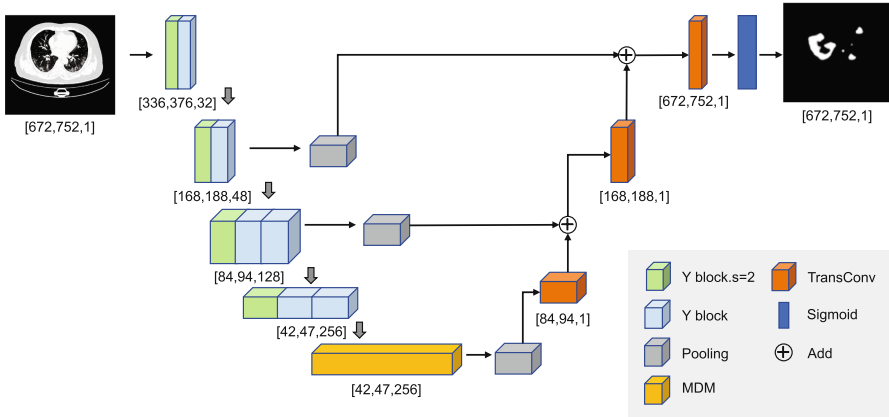 [672,752,1]
[336,376,32]
[672,752,1]
[672,752,1]
[168,188,48]
[168,188,1]
[84,94,128]
[84,94,1]
[42,47,256]
[42,47,256]
Y block.s=2
TransConv
Y block
Sigmoid
Pooling
Add
MDM